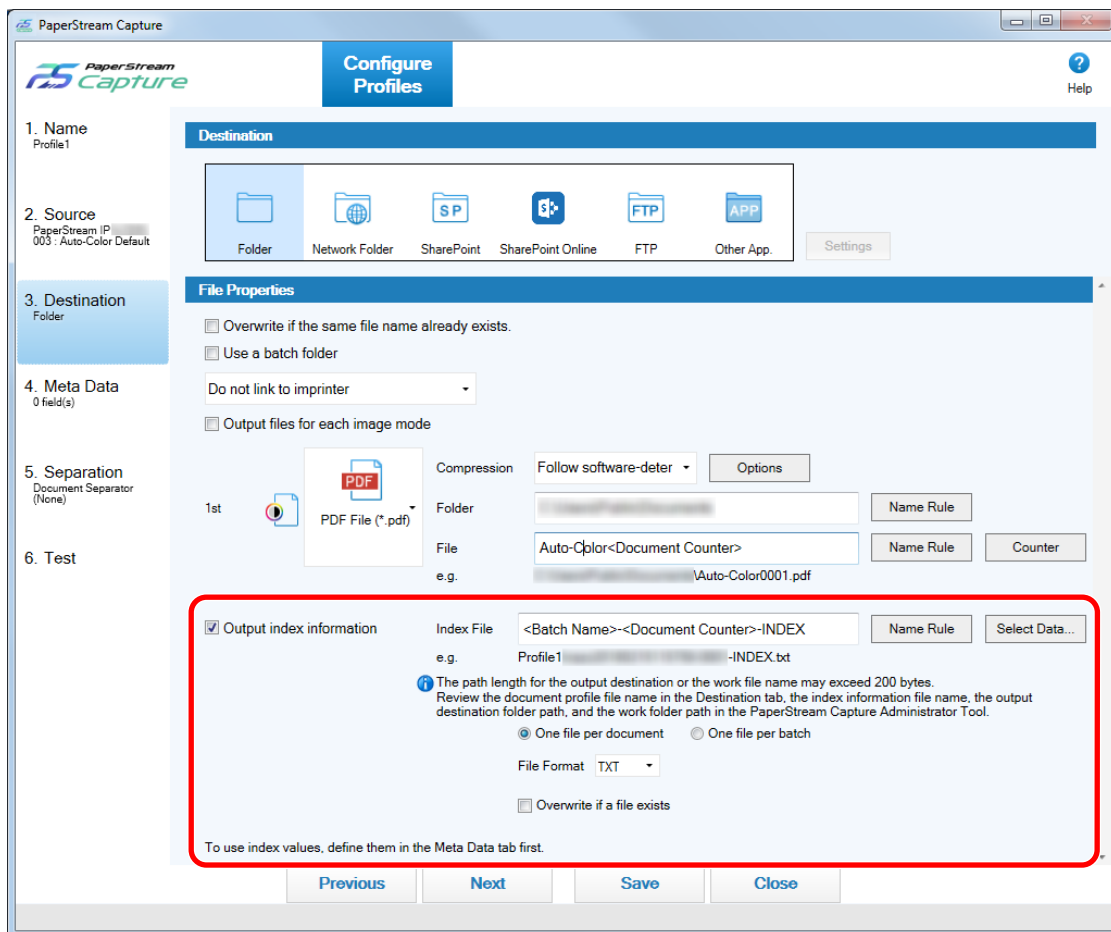 PaperStream Capture
PaperStream
Capture
Configure
Profiles
Help
1. Name
Profile1
2. Source
PaperStream IP
003 : Auto-Color Default
3. Destination
Folder
4. Meta Data
0 field(s)
5. Separation
Document Separator
(None)
6. Test
Destination
Folder
Network Folder
SP
SharePoint
SharePoint Online
FTP
FTP
APP
Other App.
Settings
File Properties
Overwrite if the same file name already exists.
Use a batch folder
Do not link to imprinter
Output files for each image mode
1st
PDF
PDF File (*.pdf)
Compression
Follow software-deter
Options
Folder
Name Rule
File
Auto-Color<Document Counter>
Name Rule
Counter
e.g.
\Auto-Color0001.pdf
Output index information
Index File
<Batch Name>-<Document Counter>-INDEX
Name Rule
Select Data...
e.g.
Profile1 -INDEX.txt
The path length for the output destination or the work file name may exceed 200 bytes.
Review the document profile file name in the Destination tab, the index information file name, the output
destination folder path, and the work folder path in the PaperStream Capture Administrator Tool.
One file per document
One file per batch
File Format
TXT
Overwrite if a file exists
To use index values, define them in the Meta Data tab first.
Previous
Next
Save
Close